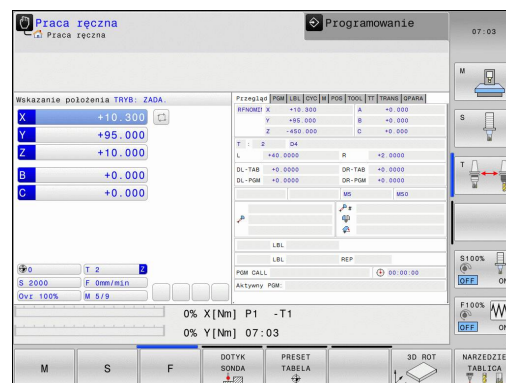 Praca ręczna
Praca ręczna
Programowanie
07:03
Wskazanie położenia TRYB: ZADA.
X +10.300
Y +95.000
Z +10.000
B +0.000
C +0.000
0 T 2 Z
S 2000 F 0mm/min
Ovr 100% M 5/9
Przegląd PGM LBL CYC M POS TOOL TT TRANS QPARA
RFNOMI X +10.300 A +0.000
Y +95.000 B +0.000
Z -450.000 C +0.000
T : 2 D4
L +40.0000 R +2.0000
DL-TAB +0.0000 DR-TAB +0.0000
DL-PGM +0.0000 DR-PGM +0.0000
M5 M50
LBL
LBL REP
PGM CALL 00:00:00
Aktywny PGM:
0% X[Nm] P1 -T1
0% Y[Nm] 07:03
M
S
T
S100%
OFF ON
F100%
OFF ON
M
S
F
DOTYK SONDA
PRESET TABELA
3D ROT
NARZEDZIE TABLICA